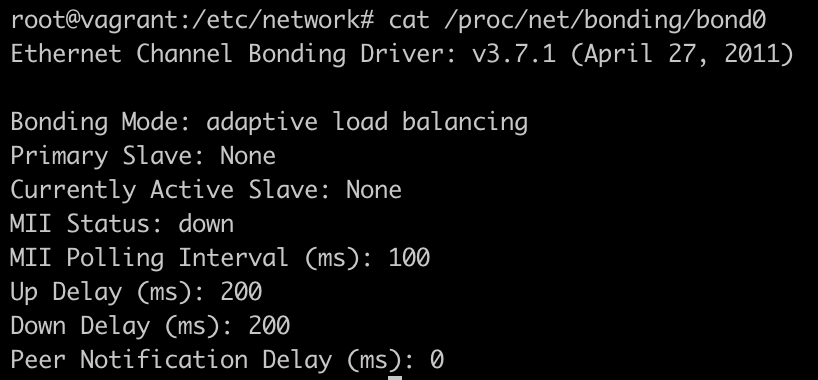 root@vagrant:/etc/network# cat /proc/net/bonding/bond0
Ethernet Channel Bonding Driver: v3.7.1 (April 27, 2011)
Bonding Mode: adaptive load balancing
Primary Slave: None
Currently Active Slave: None
MII Status: down
MII Polling Interval (ms): 100
Up Delay (ms): 200
Down Delay (ms): 200
Peer Notification Delay (ms): 0